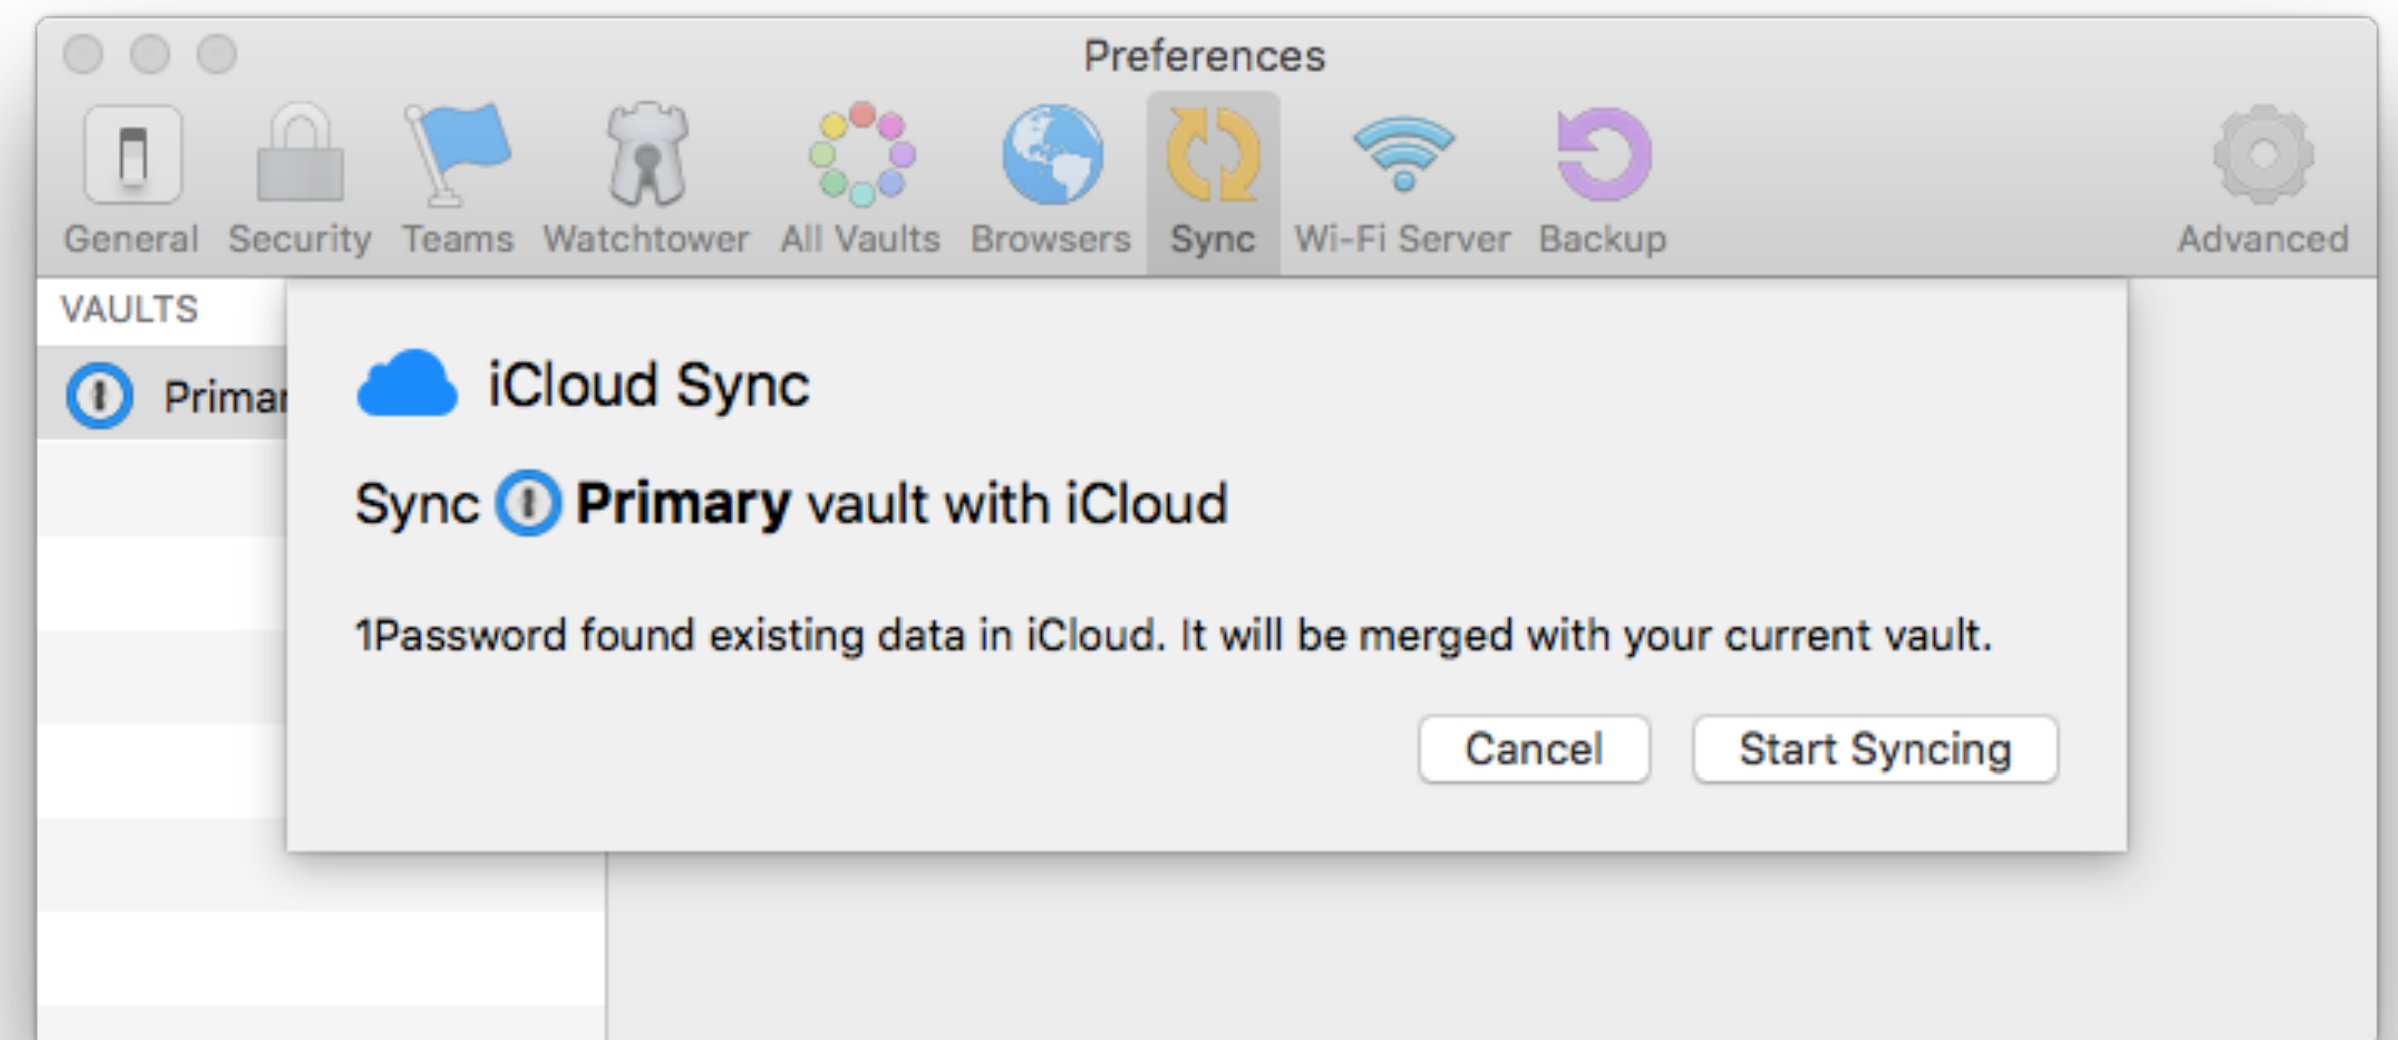 Preferences
General Security Teams Watchtower All Vaults Browsers Sync Wi-Fi Server Backup Advanced
VAULTS
Primar
iCloud Sync
Sync Primary vault with iCloud
1Password found existing data in iCloud. It will be merged with your current vault.
Cancel Start Syncing